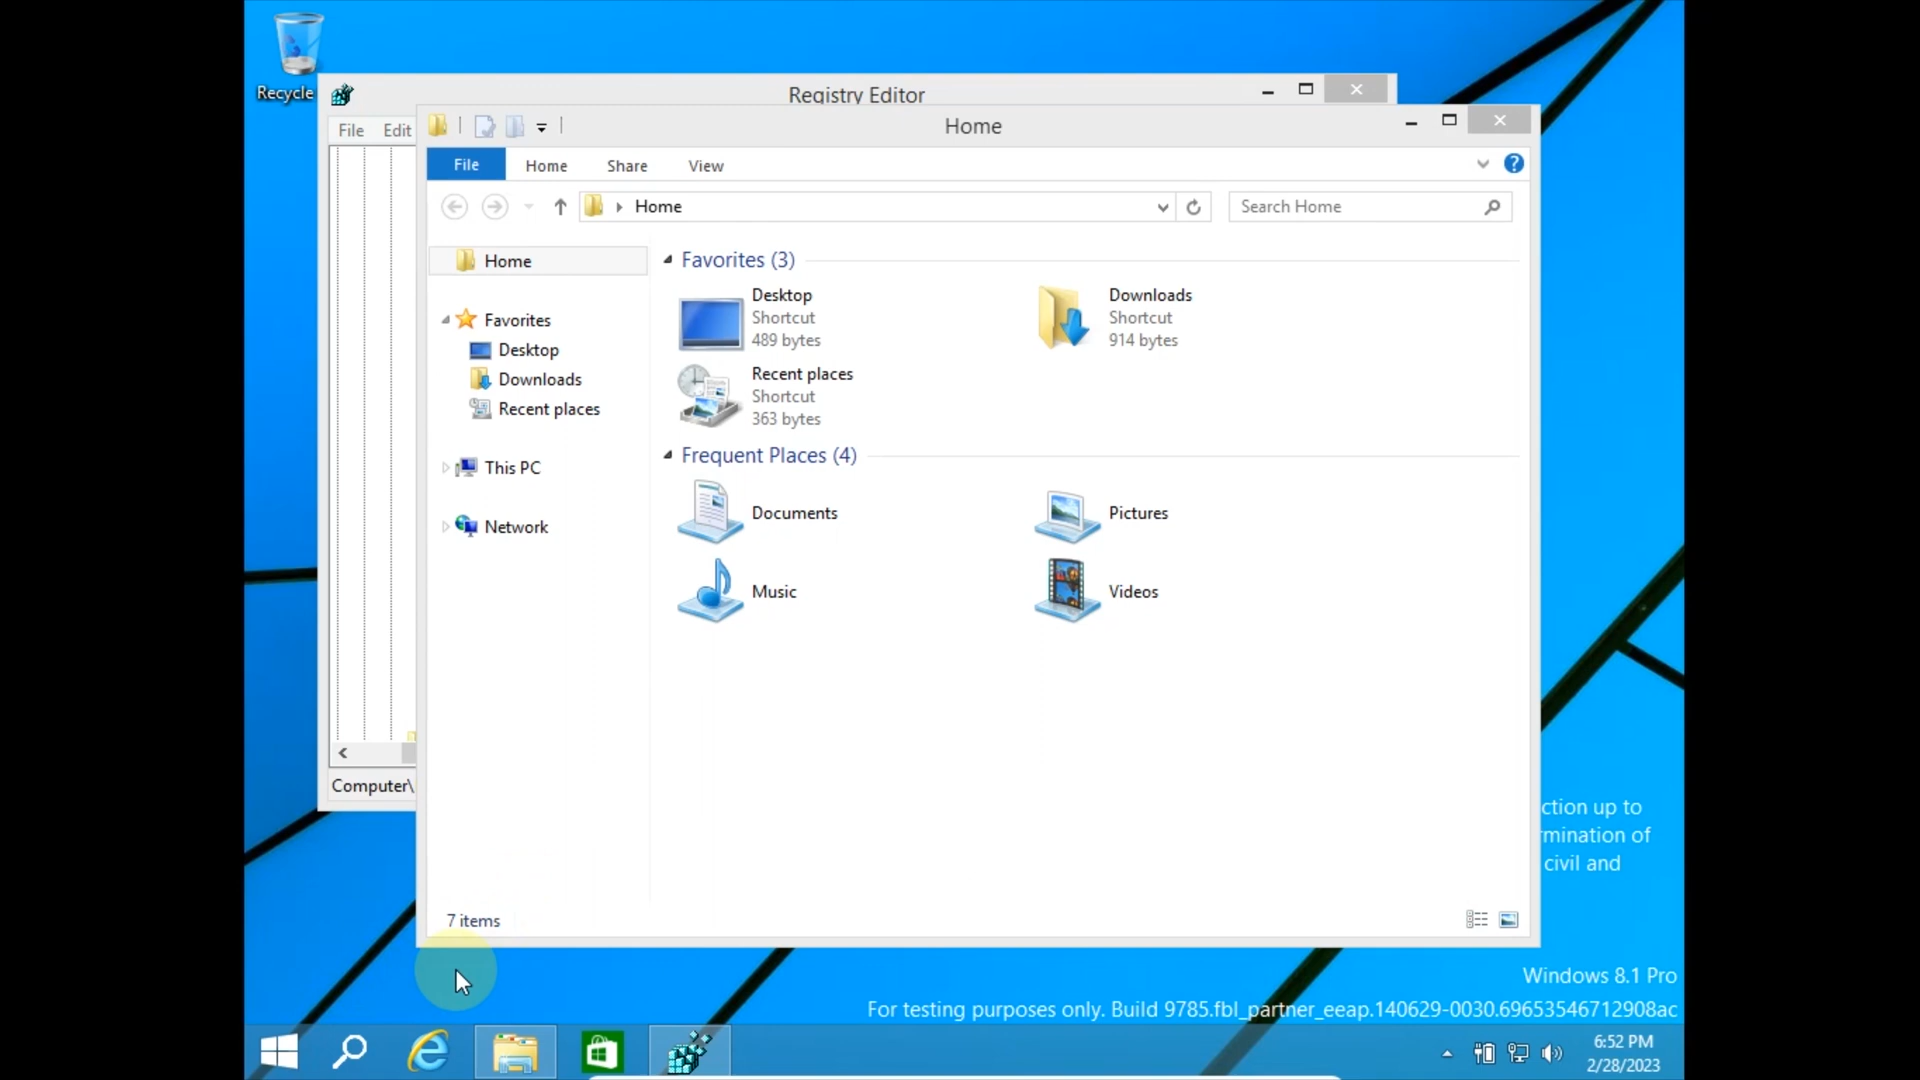 Recycle
Registry Editor
File Edit
Home
File Home Share View
Home
Search Home
Home
Favorites
Desktop
Downloads
Recent places
This PC
Network
Favorites (3)
Desktop
Shortcut
489 bytes
Downloads
Shortcut
914 bytes
Recent places
Shortcut
363 bytes
Frequent Places (4)
Documents
Pictures
Music
Videos
7 items
Computer\
ction up to
mination of
civil and
Windows 8.1 Pro
For testing purposes only. Build 9785.fbl_partner_eeap.140629-0030.69653546712908ac
6:52 PM
2/28/2023